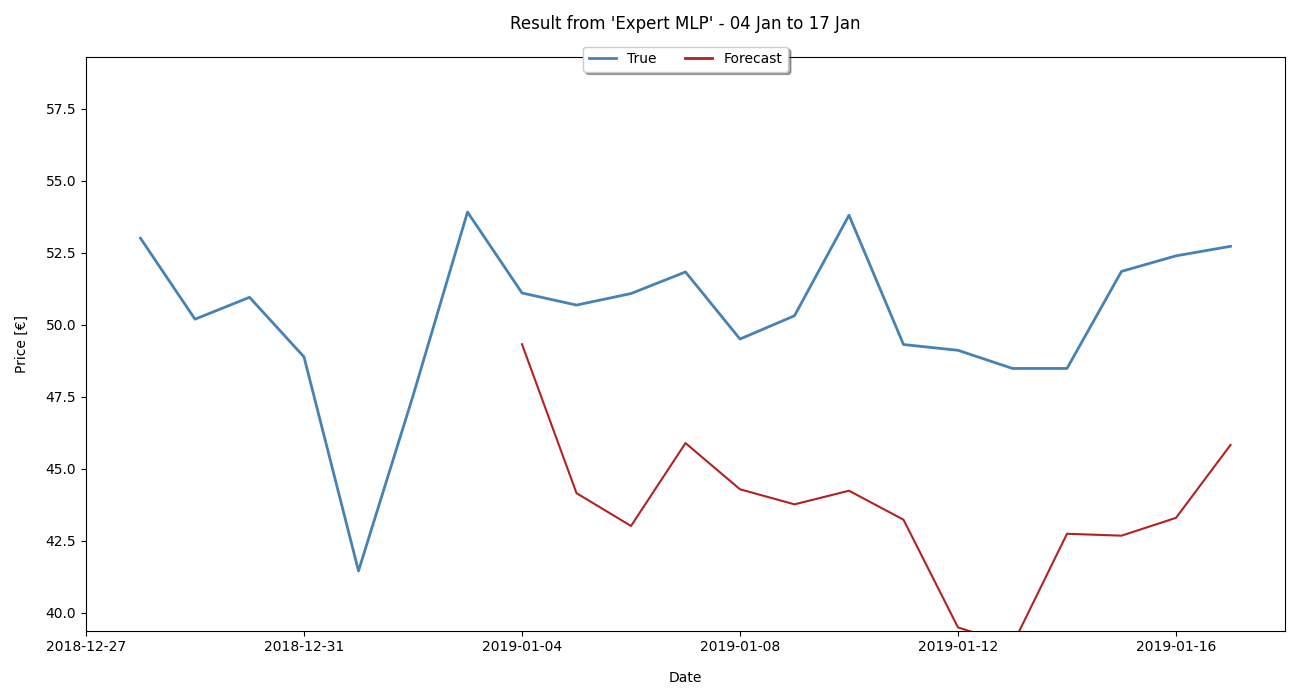 Result from 'Expert MLP' - 04 Jan to 17 Jan
True Forecast
57.5
55.0
52.5
50.0
47.5
45.0
42.5
40.0
Price [€]
2018-12-27 2018-12-31 2019-01-04 2019-01-08 2019-01-12 2019-01-16
Date